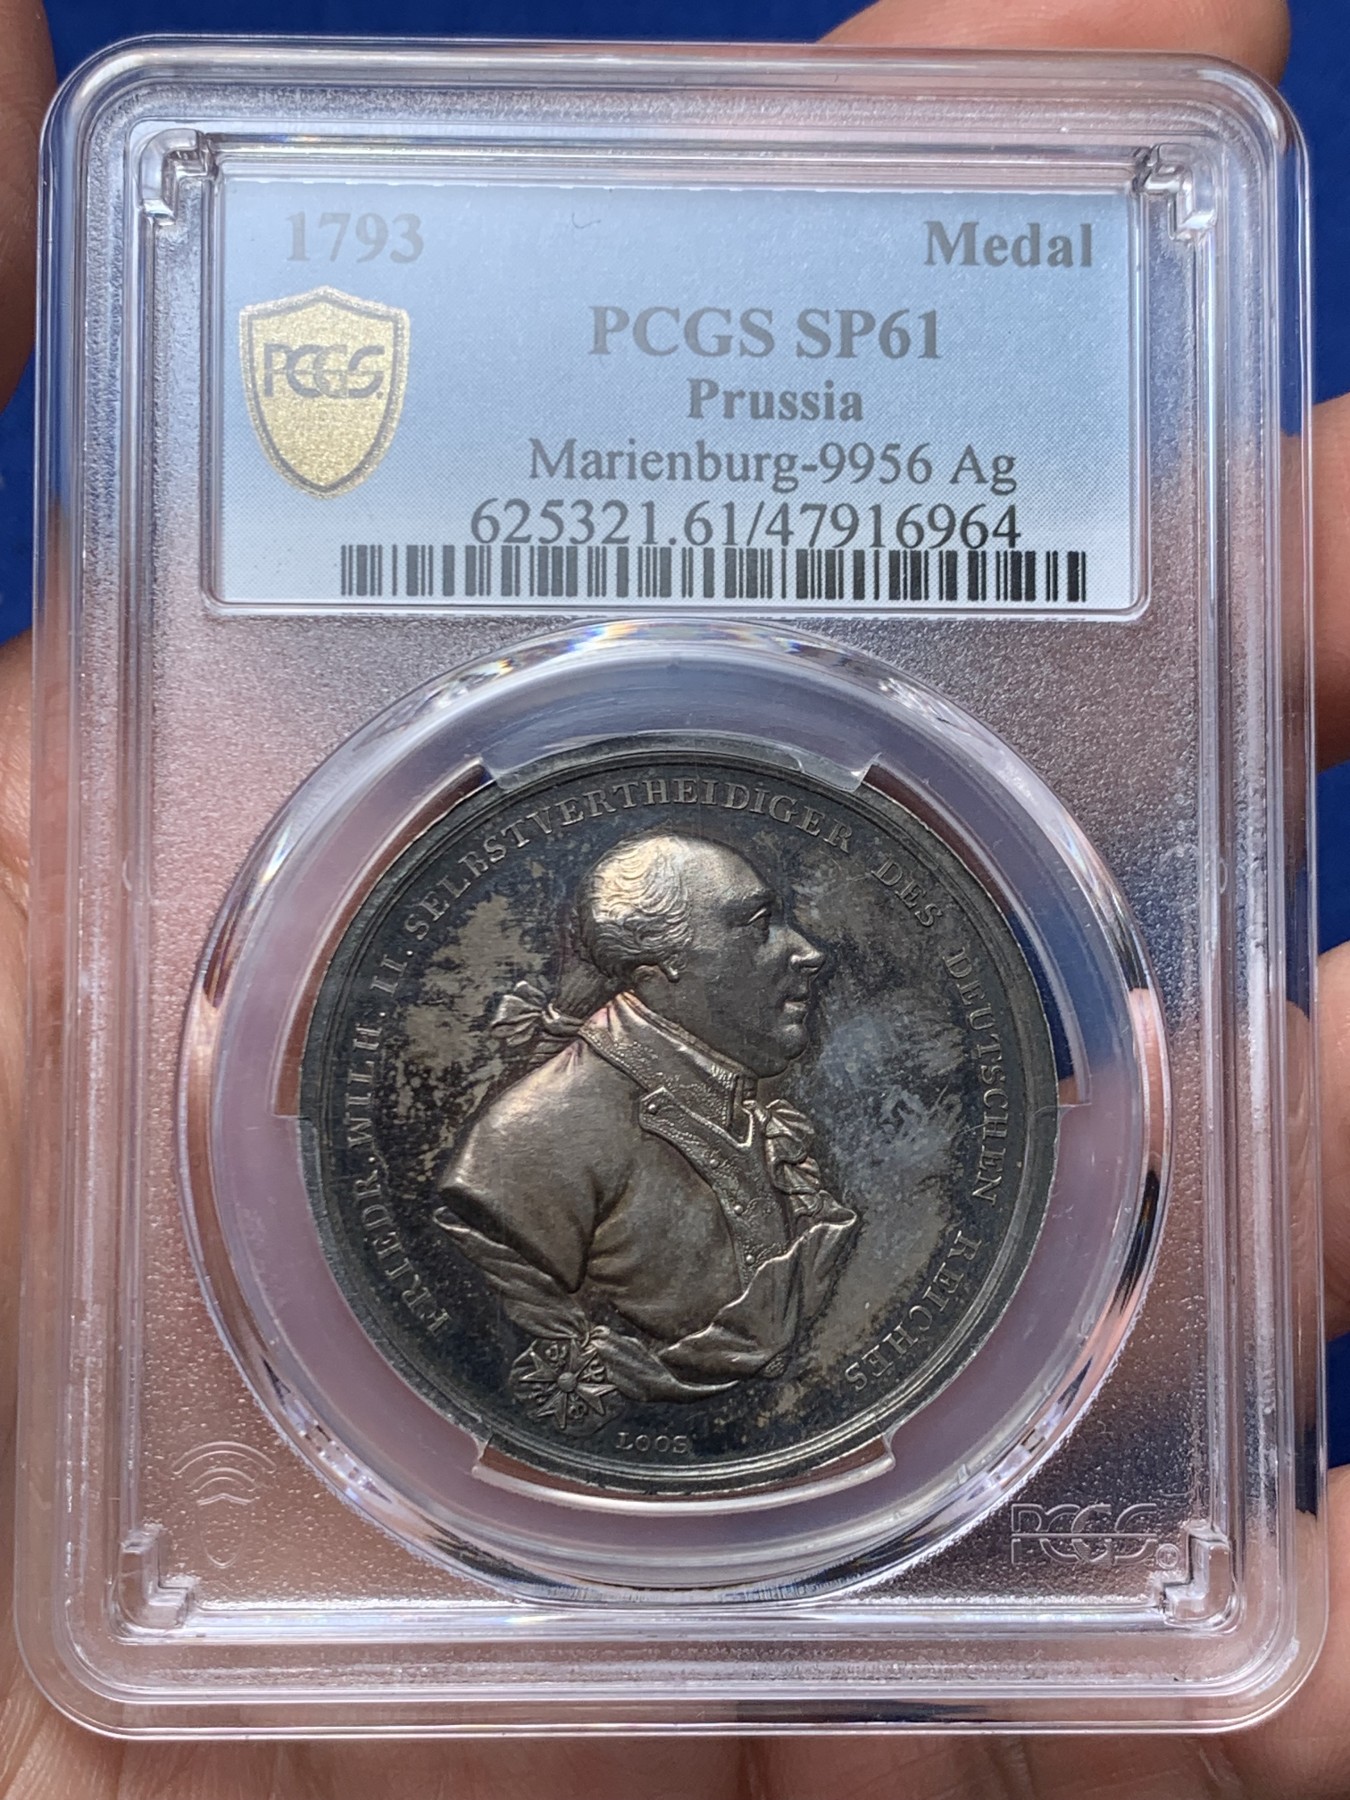 1793 Medal
PCGS
PCGS SP61
Prussia
Marienburg-9956 Ag
625321.61/47916964
FRIEDR.WILH.II.SELBSTVERTHEIDIGER DES DEUTSCHEN REICHES
LOOS
PCGS